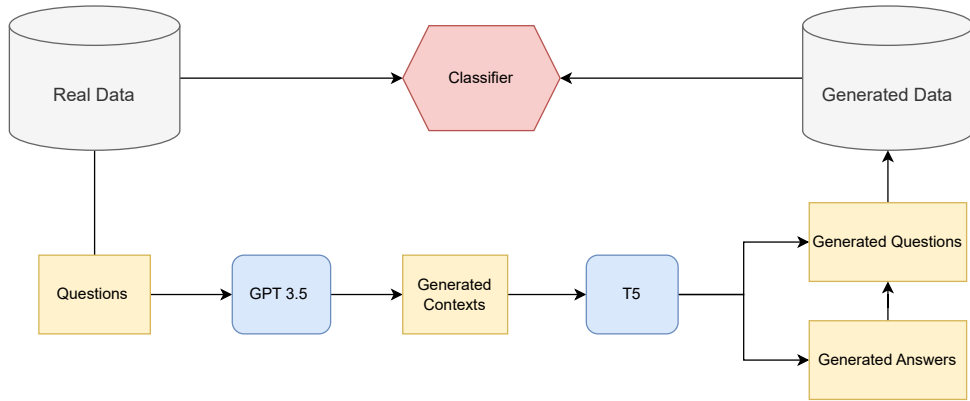 Real Data
Classifier
Generated Data
Generated Questions
Questions
GPT 3.5
Generated
Contexts
T5
Generated Answers